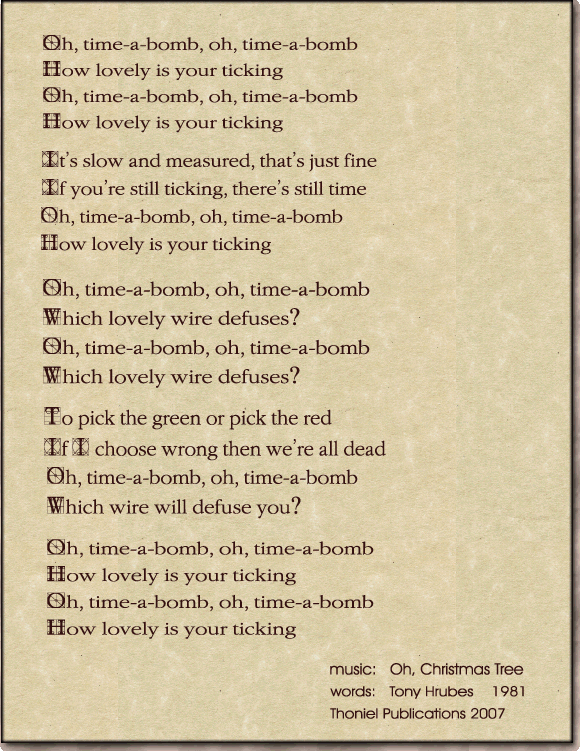 Oh, time-a-bomb, oh, time-a-bomb
How lovely is your ticking
Oh, time-a-bomb, oh, time-a-bomb
How lovely is your ticking
It's slow and measured, that's just fine
If you're still ticking, there's still time
Oh, time-a-bomb, oh, time-a-bomb
How lovely is your ticking
Oh, time-a-bomb, oh, time-a-bomb
Which lovely wire defuses?
Oh, time-a-bomb, oh, time-a-bomb
Which lovely wire defuses?
To pick the green or pick the red
If I choose wrong then we're all dead
Oh, time-a-bomb, oh, time-a-bomb
Which wire will defuse you?
Oh, time-a-bomb, oh, time-a-bomb
How lovely is your ticking
Oh, time-a-bomb, oh, time-a-bomb
How lovely is your ticking
music: Oh, Christmas Tree
words: Tony Hrubes 1981
Thoniel Publications 2007